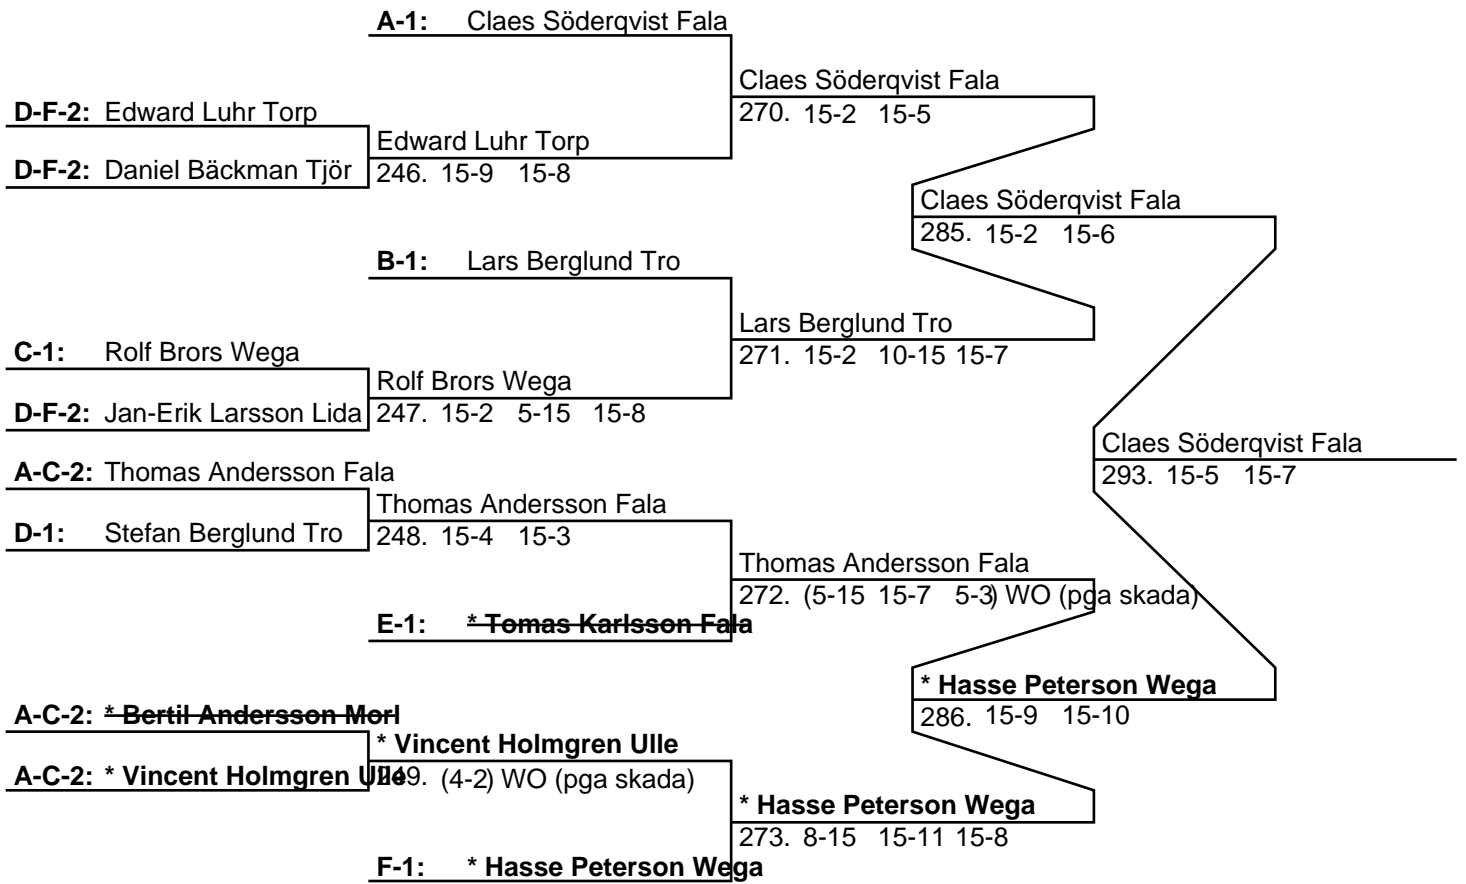 A-1: Claes Söderqvist Fala
Claes Söderqvist Fala
270. 15-2 15-5
D-F-2: Edward Luhr Torp
Edward Luhr Torp
246. 15-9 15-8
D-F-2: Daniel Bäckman Tjör
Claes Söderqvist Fala
285. 15-2 15-6
B-1: Lars Berglund Tro
Lars Berglund Tro
271. 15-2 10-15 15-7
C-1: Rolf Brors Wega
Rolf Brors Wega
247. 15-2 5-15 15-8
D-F-2: Jan-Erik Larsson Lida
Claes Söderqvist Fala
293. 15-5 15-7
A-C-2: Thomas Andersson Fala
Thomas Andersson Fala
248. 15-4 15-3
D-1: Stefan Berglund Tro
Thomas Andersson Fala
272. (5-15 15-7 5-3) WO (pga skada)
E-1: * Tomas Karlsson Fala
* Hasse Peterson Wega
286. 15-9 15-10
A-C-2: * Bertil Andersson Morl
* Vincent Holmgren Ulle
249. (4-2) WO (pga skada)
A-C-2: * Vincent Holmgren Ulle
* Hasse Peterson Wega
273. 8-15 15-11 15-8
F-1: * Hasse Peterson Wega